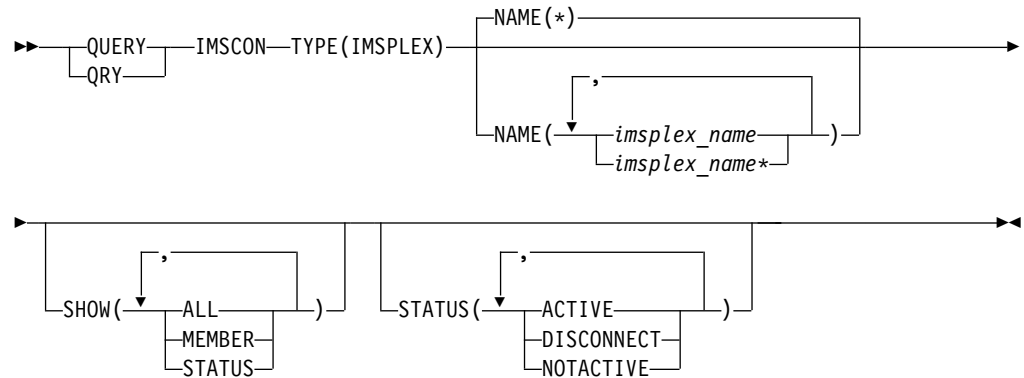 NAME(*)
QUERY IMSCON TYPE(IMSPLEX)
QRY
,
NAME( imsplex_name )
imsplex_name*
, ,
SHOW( ALL ) STATUS( ACTIVE )
MEMBER DISCONNECT
STATUS NOTACTIVE